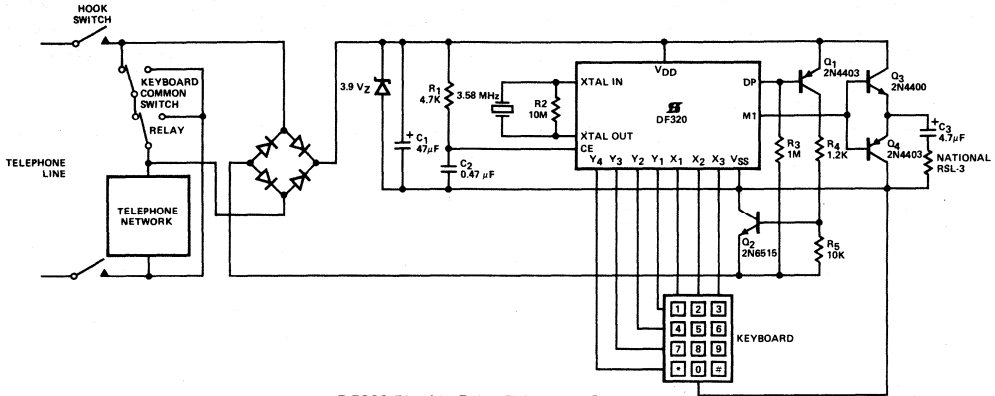 HOOK
SWITCH
KEYBOARD
COMMON
SWITCH
RELAY
TELEPHONE
LINE
TELEPHONE
NETWORK
3.9 VZ
C1
47µF
R1
4.7K
C2
0.47 µF
3.58 MHz
R2
10M
XTAL IN
XTAL OUT
CE
VDD
DF320
DP
M1
Y4 Y3 Y2 Y1 X1 X2 X3 VSS
R3
1M
Q1
2N4403
R4
1.2K
Q3
2N4400
Q4
2N4403
C3
4.7µF
NATIONAL
RSL-3
Q2
2N6515
R5
10K
1 2 3
4 5 6
7 8 9
* 0 #
KEYBOARD